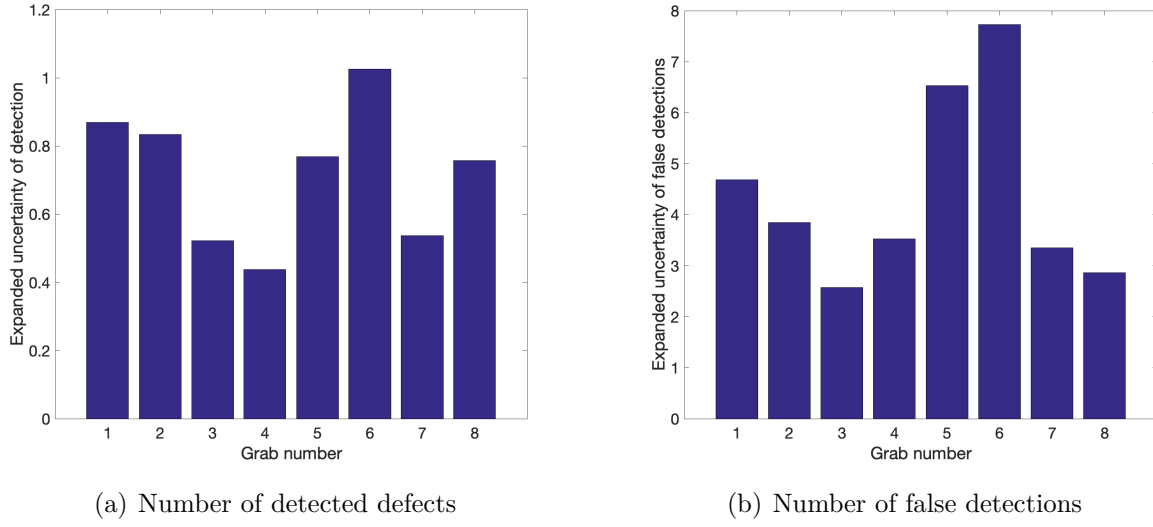 1.2
1
0.8
0.6
0.4
0.2
0
Expanded uncertainty of detection
1 2 3 4 5 6 7 8
Grab number
(a) Number of detected defects
8
7
6
5
4
3
2
1
0
Expanded uncertainty of false detections
1 2 3 4 5 6 7 8
Grab number
(b) Number of false detections